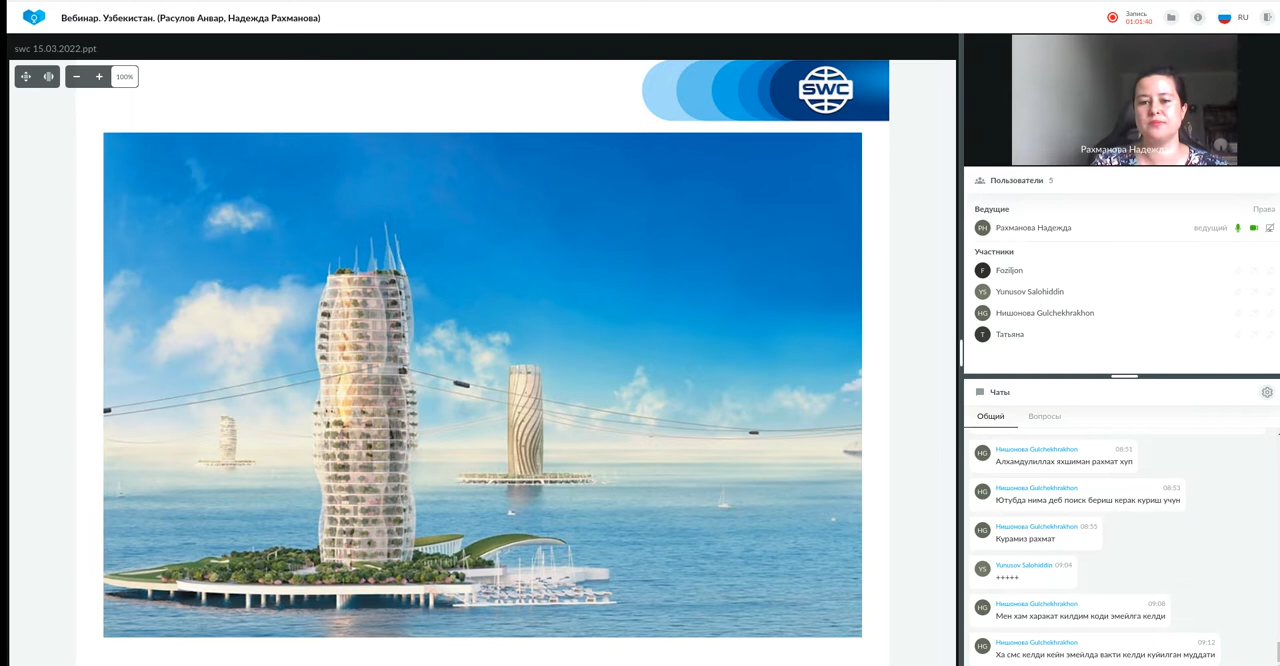 Вебинар. Узбекистан. (Расулов Анвар, Надежда Рахманова)
Запись
01:01:40
RU
swc 15.03.2022.ppt
100%
SWC
Рахманова Надежда
Пользователи 5
Ведущие
Права
РН
Рахманова Надежда
ведущий
Участники
F
Foziljon
YS
Yunusov Salohiddin
HG
Нишонова Gulchekhrakhon
Т
Татьяна
Чаты
Общий
Вопросы
HG
Нишонова Gulchekhrakhon 08:51
Алхамдулиллах яхшиман рахмат хуп
HG
Нишонова Gulchekhrakhon 08:53
Ютубда нима деб поиск бериш керак куриш учун
HG
Нишонова Gulchekhrakhon 08:55
Курамиз рахмат
YS
Yunusov Salohiddin 09:04
+++++
HG
Нишонова Gulchekhrakhon 09:08
Мен хам харакат килдим коди эмейлга келди
HG
Нишонова Gulchekhrakhon 09:12
Ха смс келди кейн эмейлда вакти келди куйилган муддати